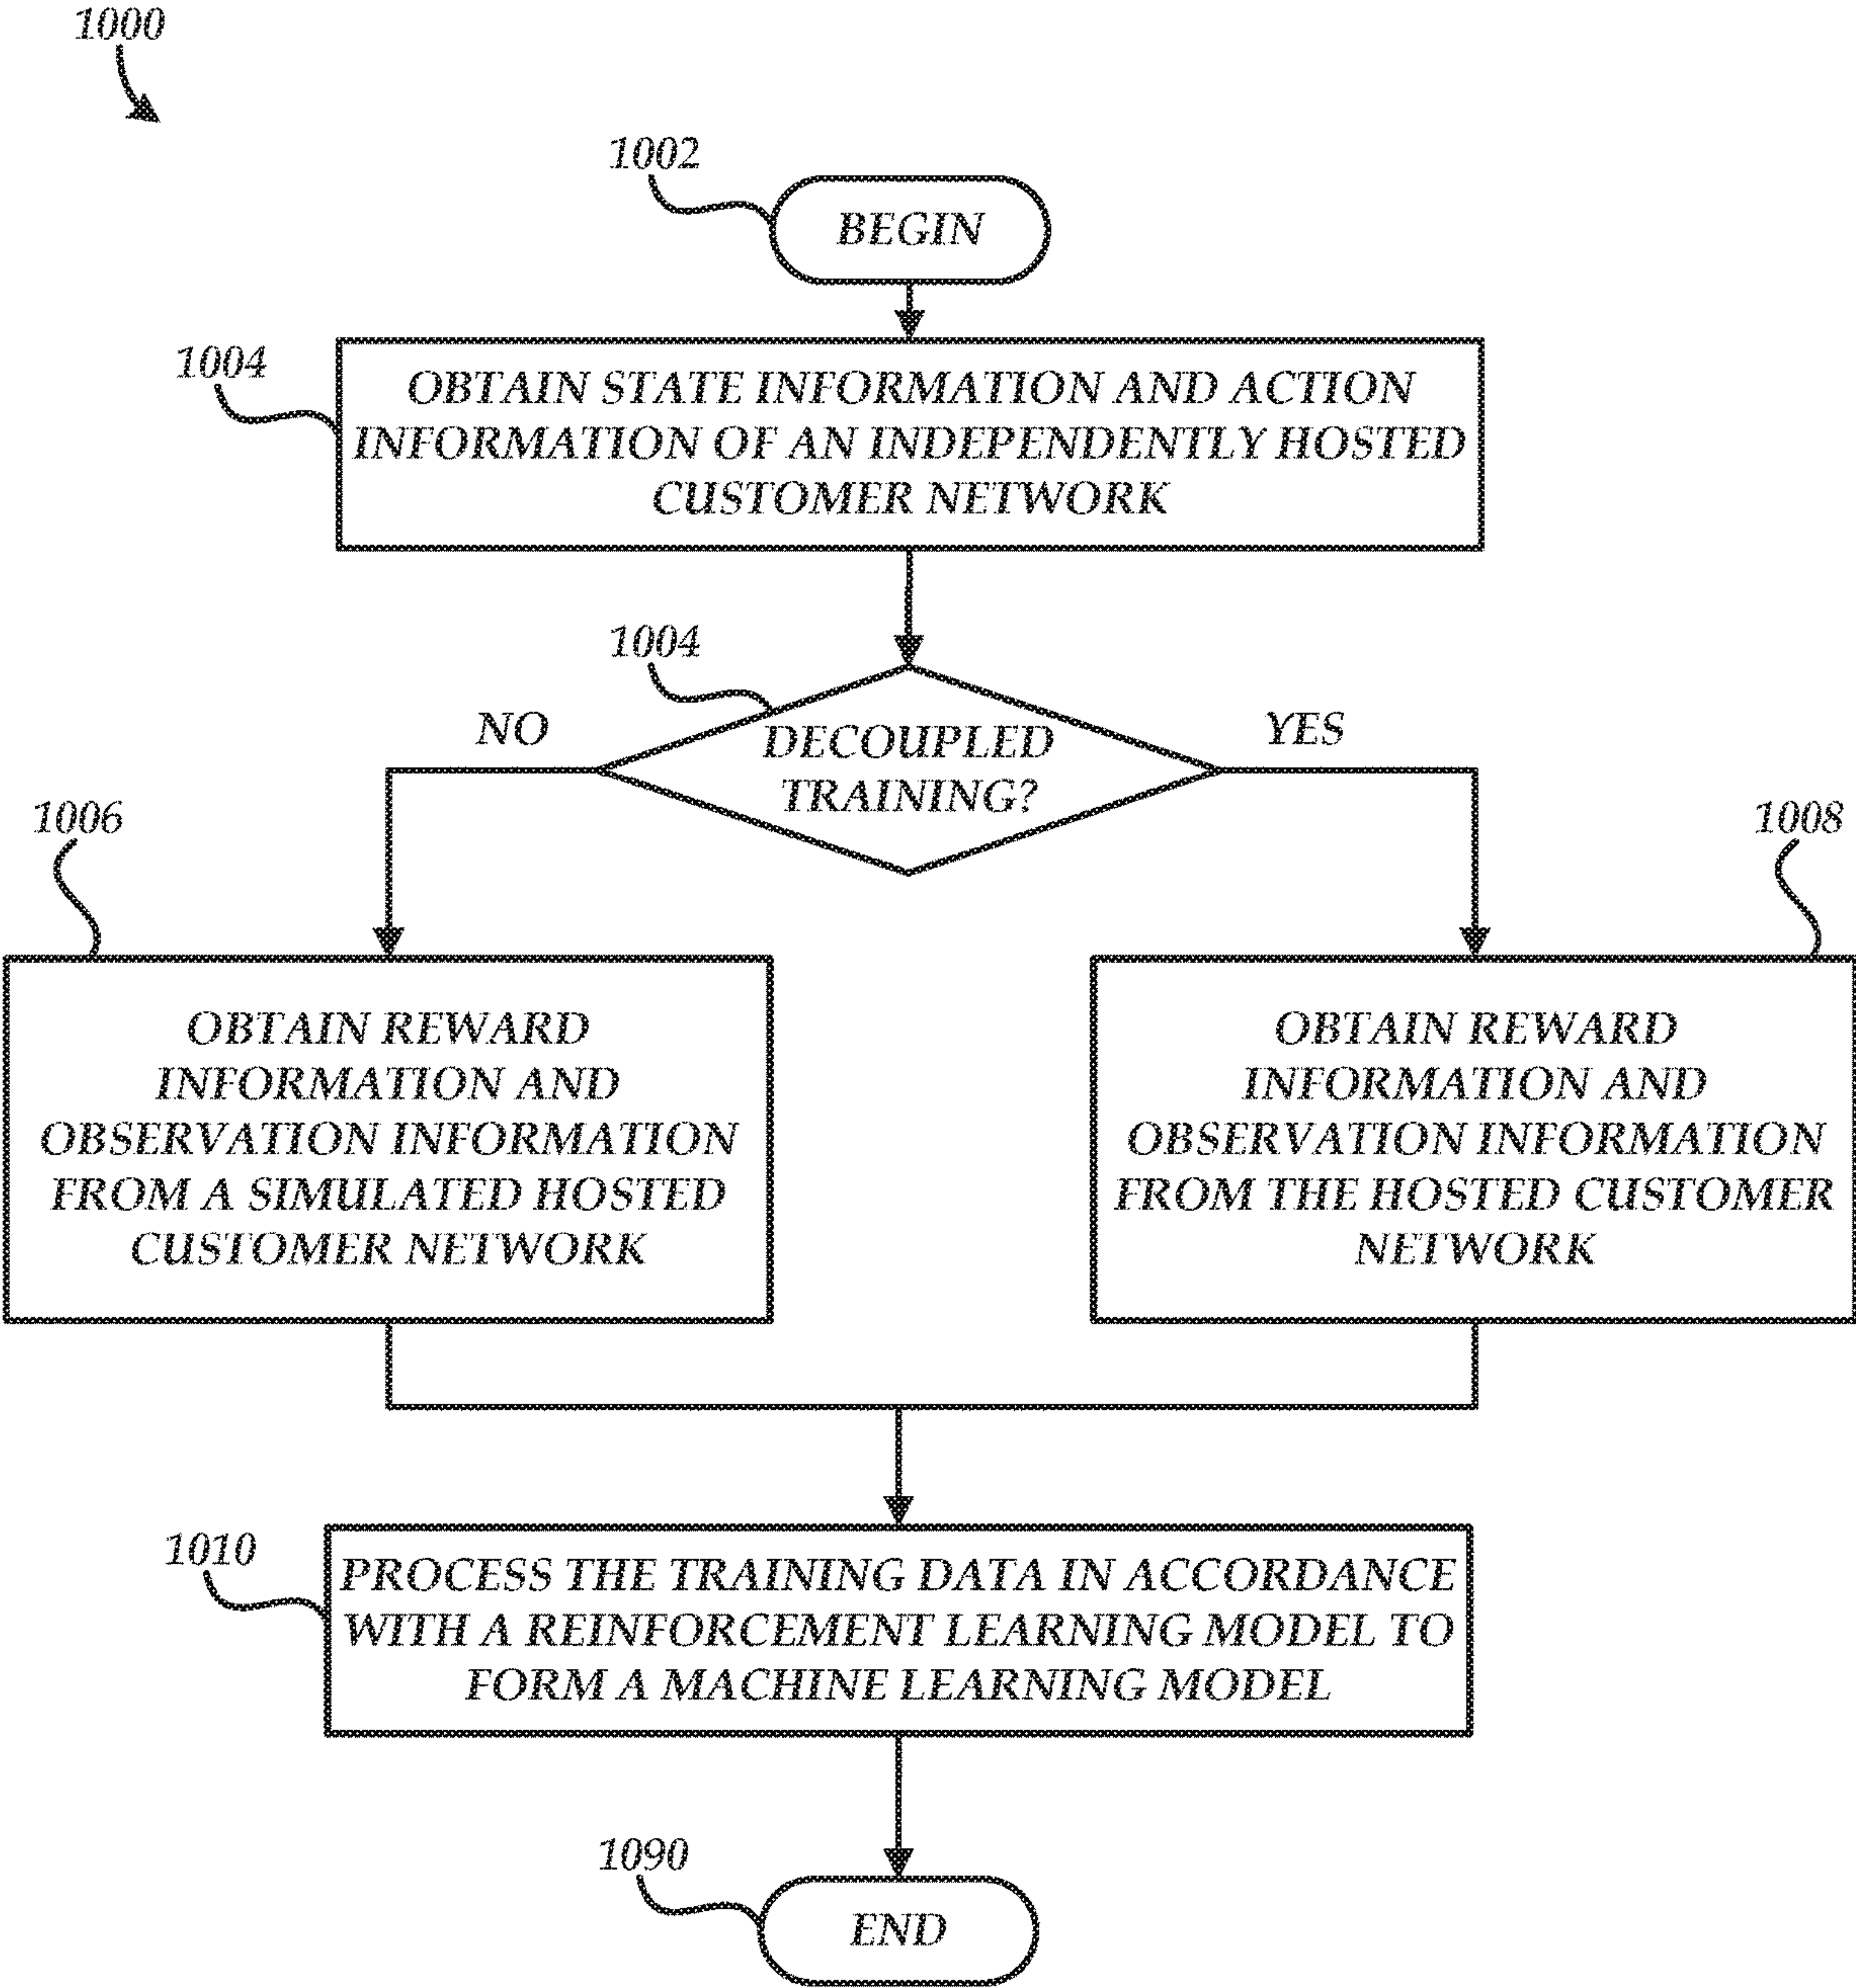 1000
1002
BEGIN
1004
OBTAIN STATE INFORMATION AND ACTION
INFORMATION OF AN INDEPENDENTLY HOSTED
CUSTOMER NETWORK
1004
DECOUPLED
TRAINING?
NO
YES
1006
OBTAIN REWARD
INFORMATION AND
OBSERVATION INFORMATION
FROM A SIMULATED HOSTED
CUSTOMER NETWORK
1008
OBTAIN REWARD
INFORMATION AND
OBSERVATION INFORMATION
FROM THE HOSTED CUSTOMER
NETWORK
1010
PROCESS THE TRAINING DATA IN ACCORDANCE
WITH A REINFORCEMENT LEARNING MODEL TO
FORM A MACHINE LEARNING MODEL
1090
END